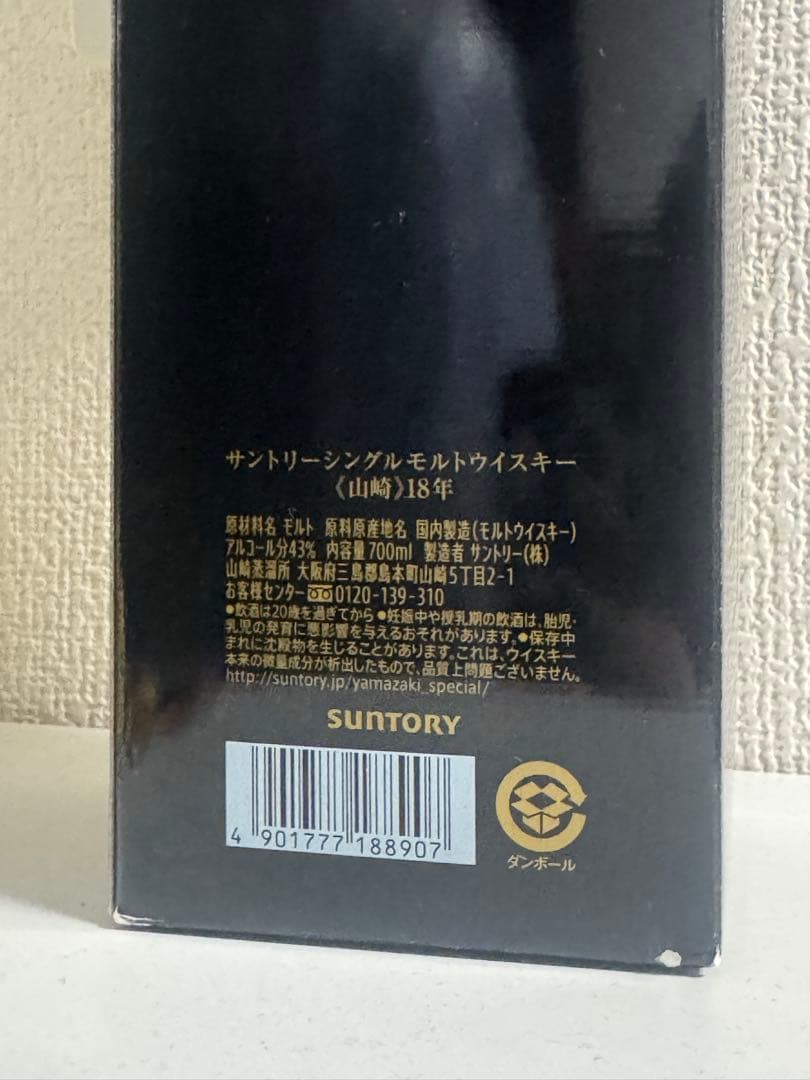 サントリーシングルモルトウイスキー
《山崎》18年
原材料名 モルト 原料原産地名 国内製造(モルトウイスキー)
アルコール分43% 内容量700ml 製造者 サントリー(株)
山崎蒸溜所 大阪府三島郡島本町山崎5丁目2-1
お客様センター 0120-139-310
●飲酒は20歳を過ぎてから ●妊娠中や授乳期の飲酒は、胎児・
乳児の発育に悪影響を与えるおそれがあります。●保存中
まれに沈殿物を生じることがあります。これは、ウイスキー
本来の微量成分が析出したもので、品質上問題ございません。
http://suntory.jp/yamazaki_special/
SUNTORY
4 901777 188907
ダンボール